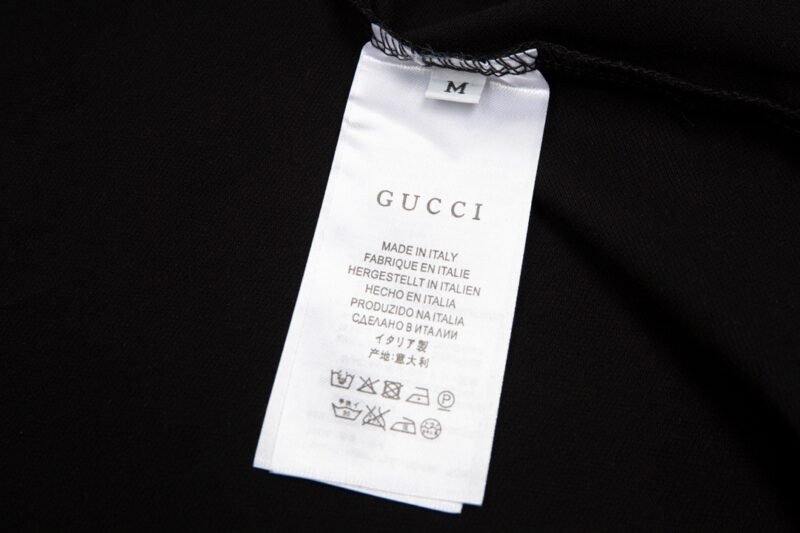 M
GUCCI
MADE IN ITALY
FABRIQUE EN ITALIE
HERGESTELLT IN ITALIEN
HECHO EN ITALIA
PRODUZIDO NA ITALIA
СДЕЛАНО В ИТАЛИИ
イタリア製
产地:意大利
P